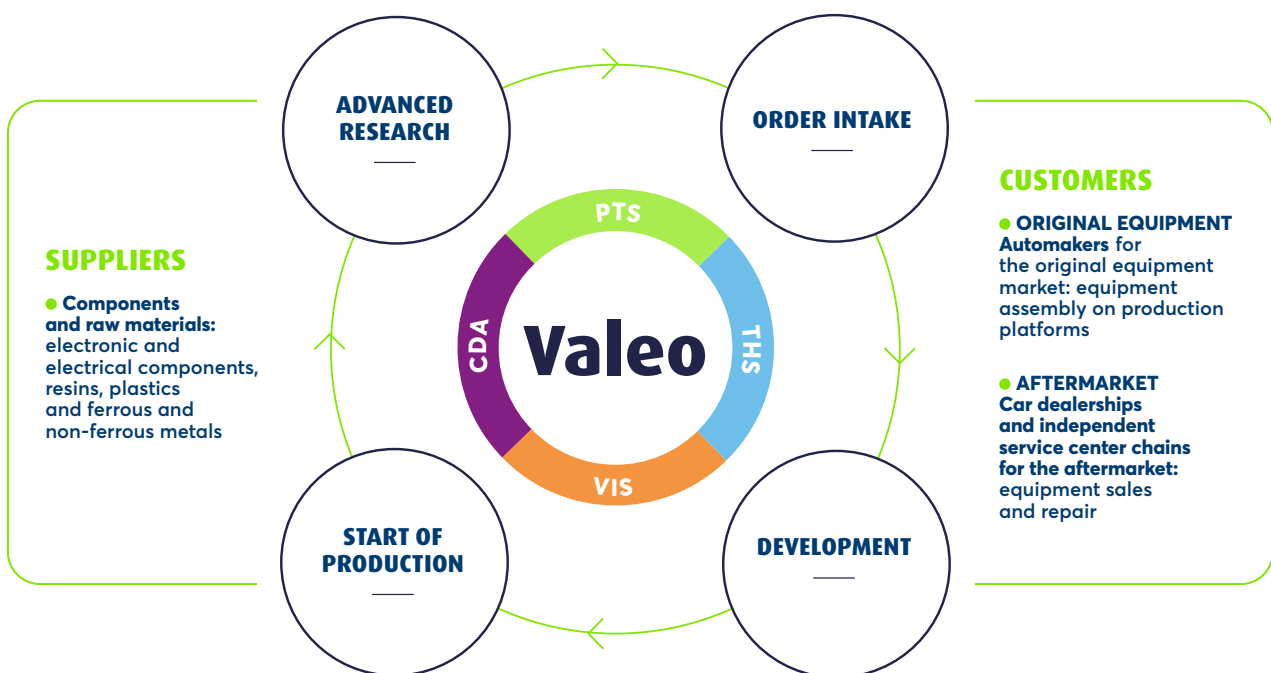 ADVANCED
RESEARCH
ORDER INTAKE
SUPPLIERS
● Components
and raw materials:
electronic and
electrical components,
resins, plastics
and ferrous and
non-ferrous metals
PTS
CDA
Valeo
THS
VIS
CUSTOMERS
● ORIGINAL EQUIPMENT
Automakers for
the original equipment
market: equipment
assembly on production
platforms
● AFTERMARKET
Car dealerships
and independent
service center chains
for the aftermarket:
equipment sales
and repair
START OF
PRODUCTION
DEVELOPMENT